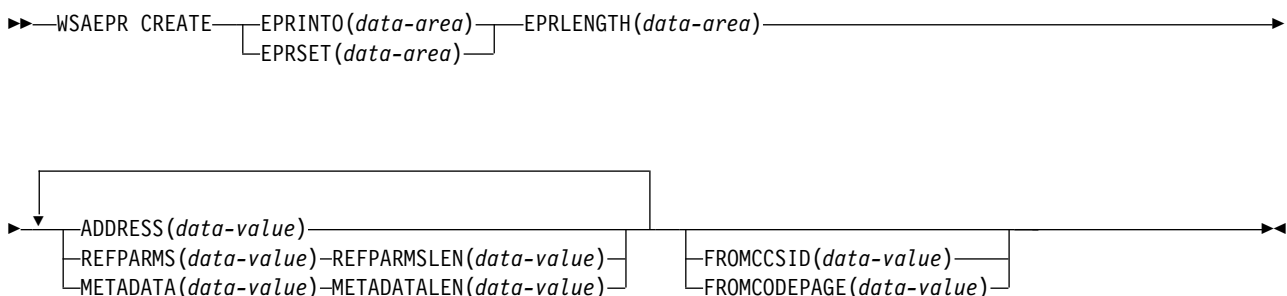 WSAEPR CREATE EPRINTO(data-area) EPRLENGTH(data-area)
EPRSET(data-area)
ADDRESS(data-value)
REFPARMS(data-value) REFPARMSLEN(data-value) FROMCCSID(data-value)
METADATA(data-value) METADATALEN(data-value) FROMCODEPAGE(data-value)